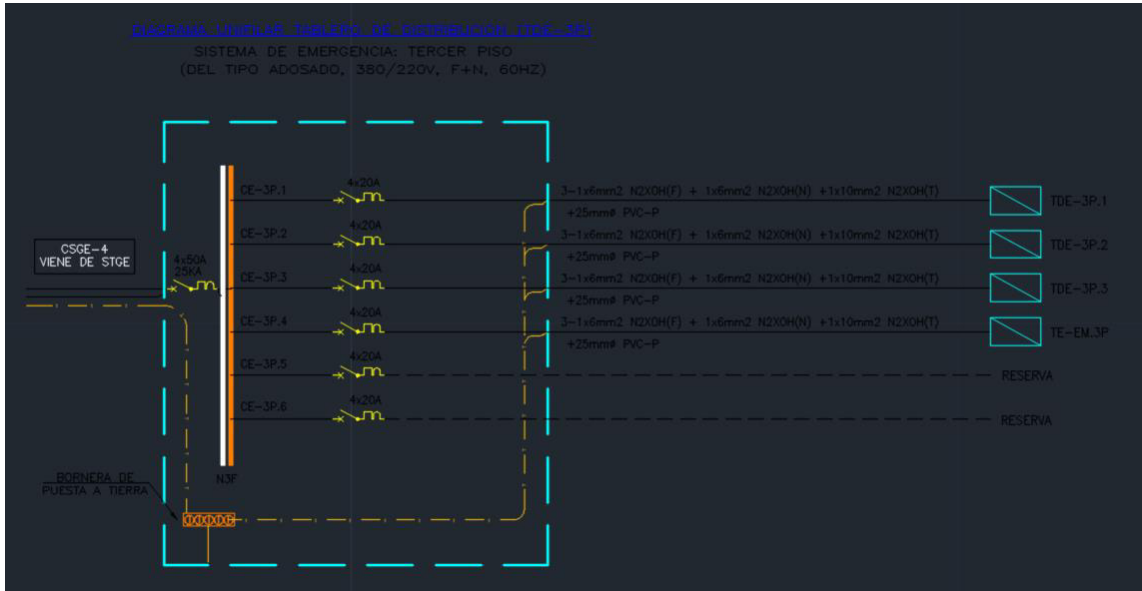 DIAGRAMA UNIFILAR TABLERO DE DISTRIBUCION (TDE-3P)
SISTEMA DE EMERGENCIA: TERCER PISO
(DEL TIPO ADOSADO, 380/220V, F+N, 60HZ)
CSGE-4
VIENE DE STGE
4x50A
25KA
CE-3P.1
4x20A
3-1x6mm2 N2XOH(F) + 1x6mm2 N2XOH(N) +1x10mm2 N2XOH(T)
+25mmø PVC-P
TDE-3P.1
CE-3P.2
4x20A
3-1x6mm2 N2XOH(F) + 1x6mm2 N2XOH(N) +1x10mm2 N2XOH(T)
+25mmø PVC-P
TDE-3P.2
CE-3P.3
4x20A
3-1x6mm2 N2XOH(F) + 1x6mm2 N2XOH(N) +1x10mm2 N2XOH(T)
+25mmø PVC-P
TDE-3P.3
CE-3P.4
4x20A
3-1x6mm2 N2XOH(F) + 1x6mm2 N2XOH(N) +1x10mm2 N2XOH(T)
+25mmø PVC-P
TE-EM.3P
CE-3P.5
4x20A
RESERVA
CE-3P.6
4x20A
RESERVA
N3F
BORNERA DE
PUESTA A TIERRA